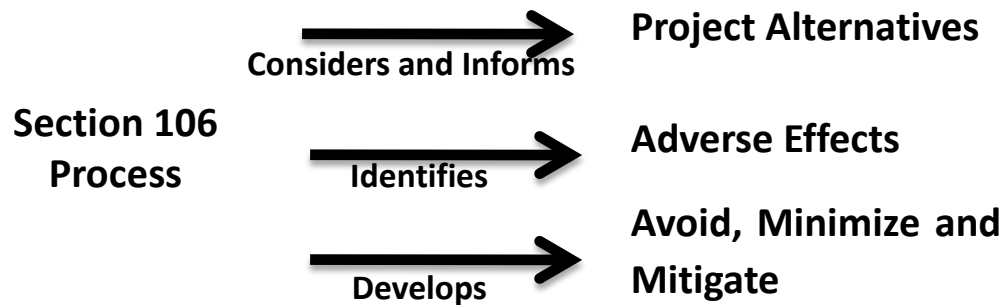 Project Alternatives
Considers and Informs
Section 106
Process
Adverse Effects
Identifies
Avoid, Minimize and
Mitigate
Develops